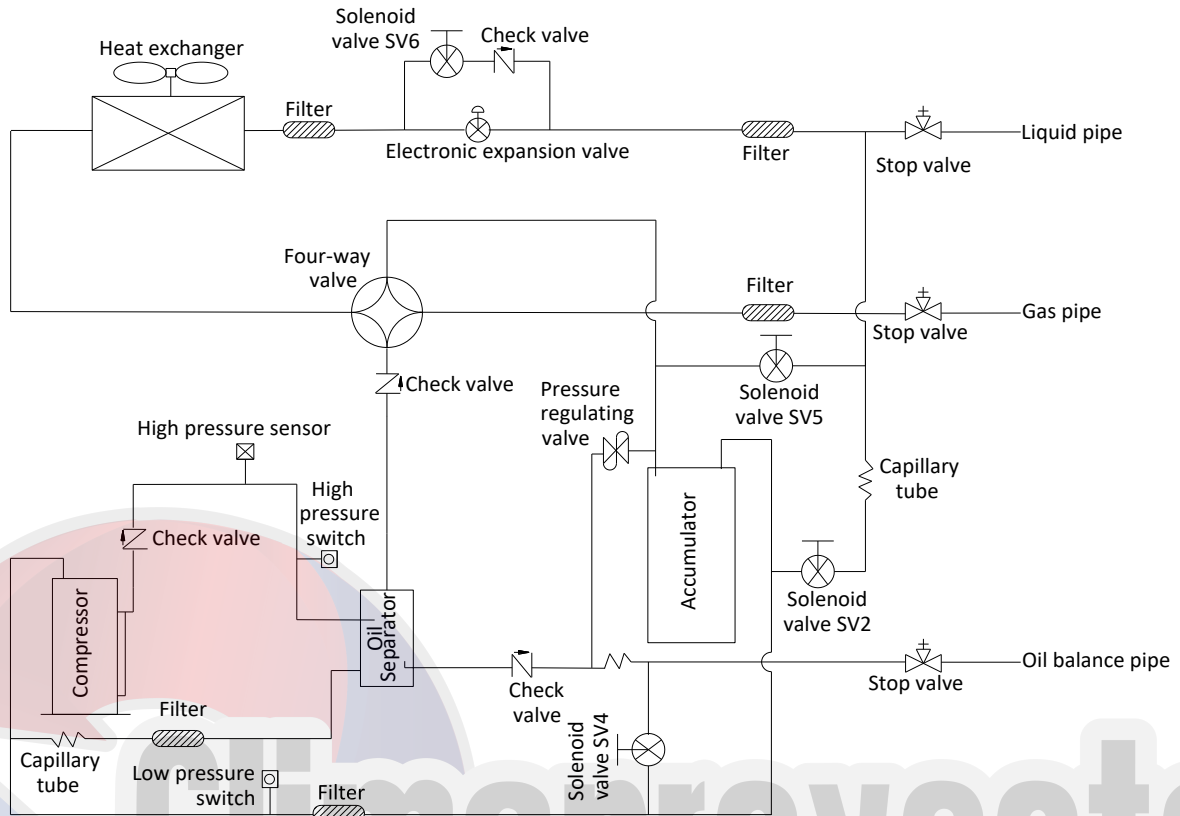 Solenoid
valve SV6
Check valve
Heat exchanger
Filter
Electronic expansion valve
Filter
Liquid pipe
Stop valve
Four-way
valve
Filter
Gas pipe
Stop valve
Check valve
Pressure
regulating
valve
Solenoid
valve SV5
High pressure sensor
High
pressure
switch
Capillary
tube
Check valve
Accumulator
Compressor
Oil
Separator
Solenoid
valve SV2
Oil balance pipe
Stop valve
Check
valve
Filter
Capillary
tube
Solenoid
valve SV4
Low pressure
switch
Filter
Climaproyecto